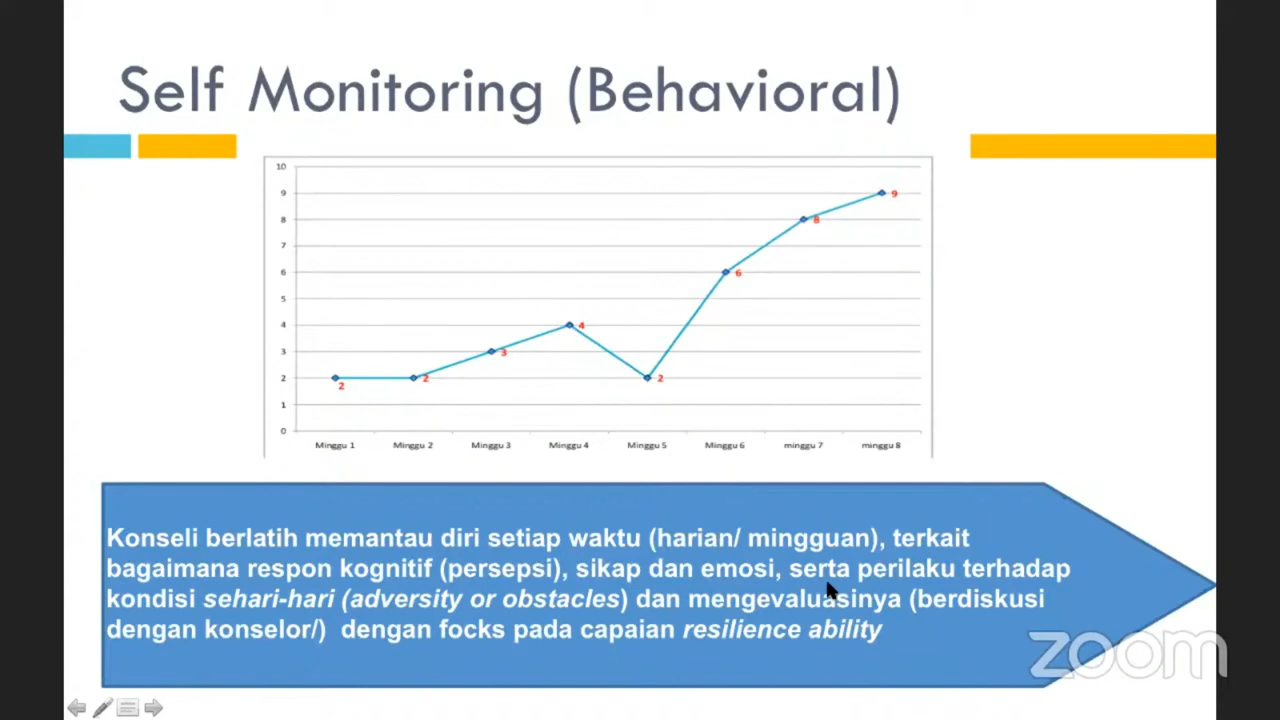 Self Monitoring (Behavioral)
10
9
8
7
6
5
4
3
2
1
0
2
2
3
4
2
6
8
9
Minggu 1
Minggu 2
Minggu 3
Minggu 4
Minggu 5
Minggu 6
minggu 7
minggu 8
Konseli berlatih memantau diri setiap waktu (harian/ mingguan), terkait
bagaimana respon kognitif (persepsi), sikap dan emosi, serta perilaku terhadap
kondisi sehari-hari (adversity or obstacles) dan mengevaluasinya (berdiskusi
dengan konselor/) dengan focks pada capaian resilience ability
zoom